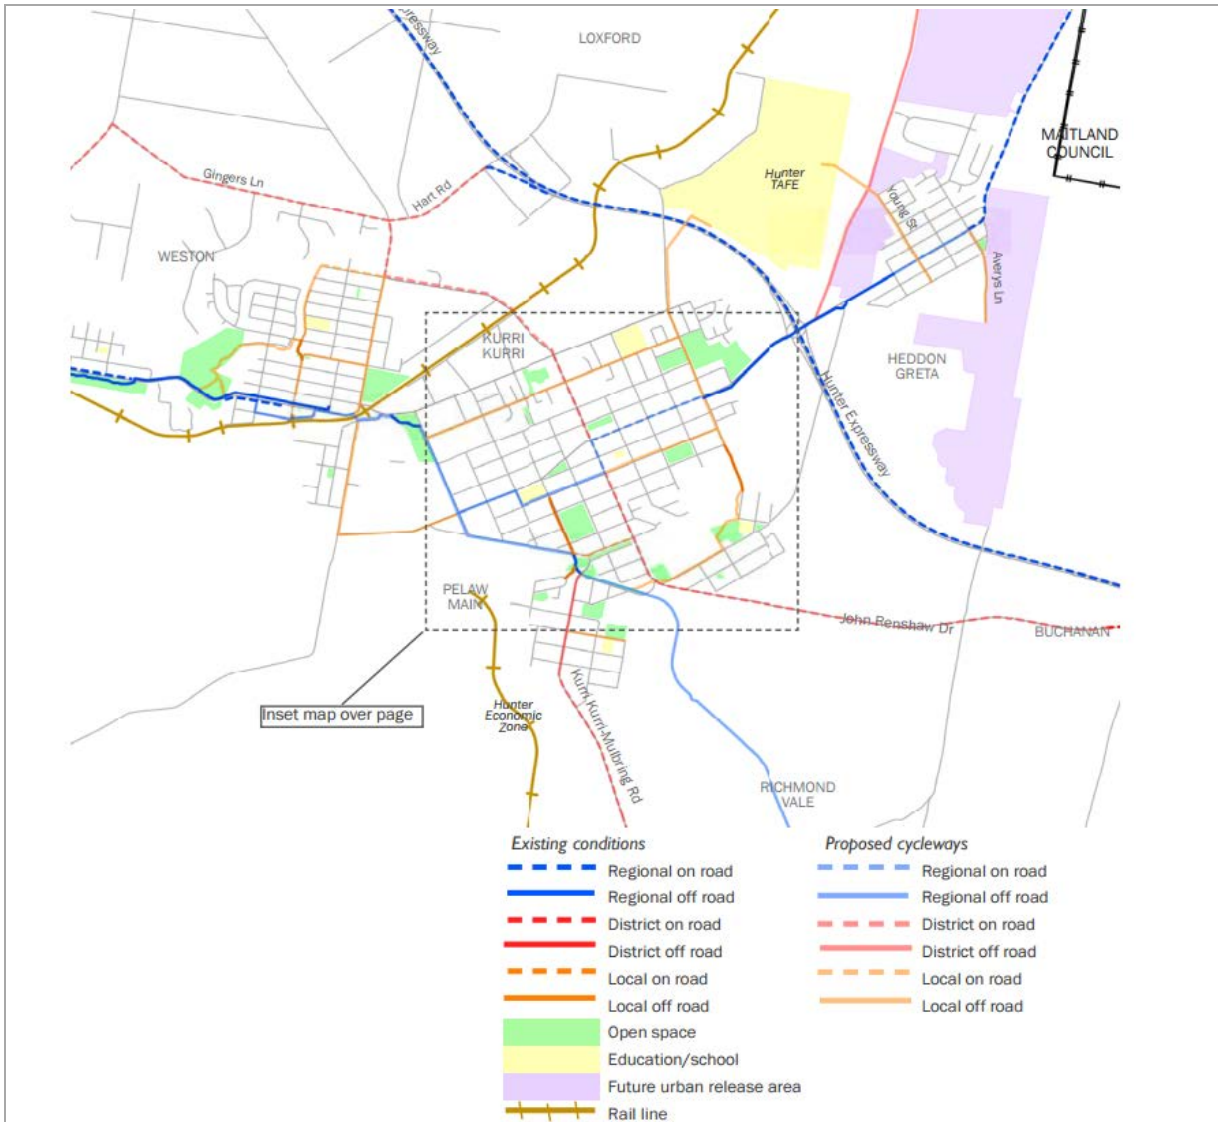 pressway
LOXFORD
MAITLAND
COUNCIL
Hunter
TAFE
Gingers Ln
Hart Rd
Young St
WESTON
Averys Ln
KURRI
KURRI
HEDDON
GRETA
Hunter Expressway
PELAW
MAIN
John Renshaw Dr
BUCHANAN
Inset map over page
Hunter
Economic
Zone
Kurri Kurri-Mulbring Rd
RICHMOND
VALE
Existing conditions
Regional on road
Regional off road
District on road
District off road
Local on road
Local off road
Open space
Education/school
Future urban release area
Rail line
Proposed cycleways
Regional on road
Regional off road
District on road
District off road
Local on road
Local off road